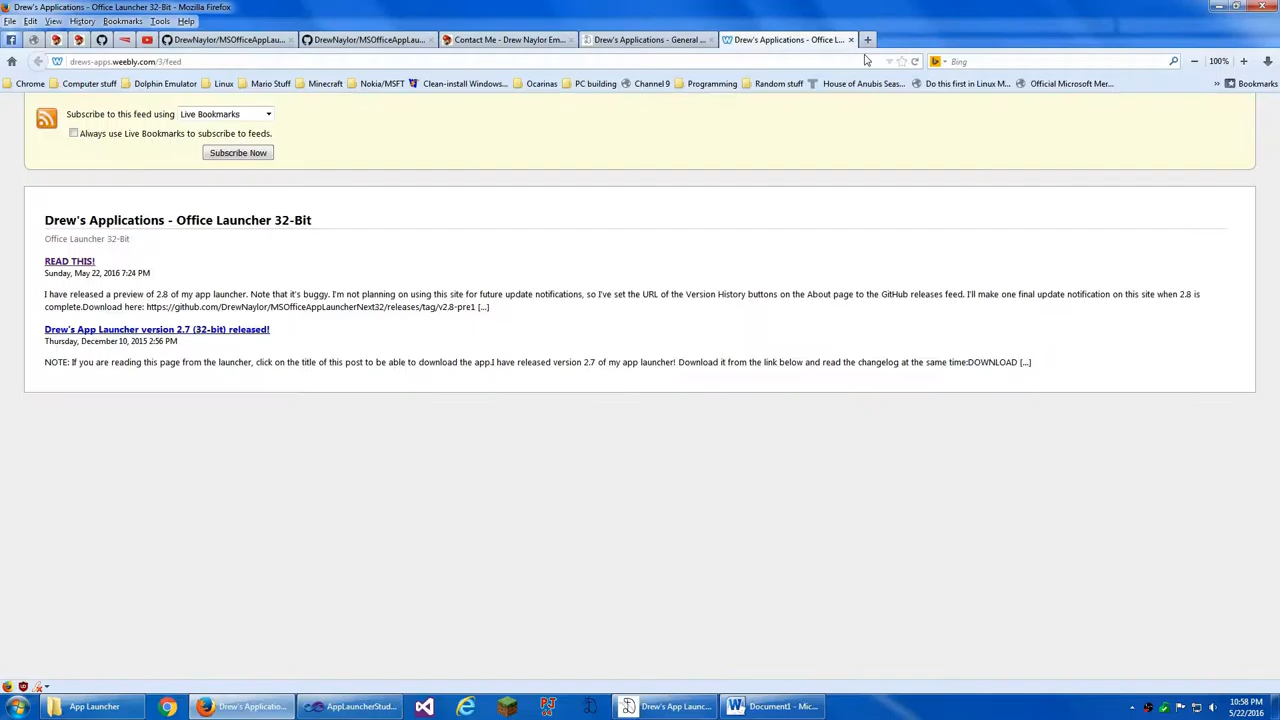 Drew's Applications - Office Launcher 32-Bit - Mozilla Firefox
File Edit View History Bookmarks Tools Help
DrewNaylor/MSOfficeAppLau... DrewNaylor/MSOfficeAppLau... Contact Me - Drew Naylor Em... Drew's Applications - General ... Drew's Applications - Office L...
drews-apps.weebly.com/3/feed Bing 100%
Chrome Computer stuff Dolphin Emulator Linux Mario Stuff Minecraft Nokia/MSFT Clean-install Windows... Ocarinas PC building Channel 9 Programming Random stuff House of Anubis Seas... Do this first in Linux M... Official Microsoft Mer... » Bookmarks
Subscribe to this feed using Live Bookmarks
Always use Live Bookmarks to subscribe to feeds.
Subscribe Now
Drew's Applications - Office Launcher 32-Bit
Office Launcher 32-Bit
READ THIS!
Sunday, May 22, 2016 7:24 PM
I have released a preview of 2.8 of my app launcher. Note that it's buggy. I'm not planning on using this site for future update notifications, so I've set the URL of the Version History buttons on the About page to the GitHub releases feed. I'll make one final update notification on this site when 2.8 is
complete.Download here: https://github.com/DrewNaylor/MSOfficeAppLauncherNext32/releases/tag/v2.8-pre1 [...]
Drew's App Launcher version 2.7 (32-bit) released!
Thursday, December 10, 2015 2:56 PM
NOTE: If you are reading this page from the launcher, click on the title of this post to be able to download the app.I have released version 2.7 of my app launcher! Download it from the link below and read the changelog at the same time:DOWNLOAD [...]
App Launcher Drew's Applicatio... AppLauncherStud... Drew's App Launc... Document1 - Mic... 10:58 PM
5/22/2016